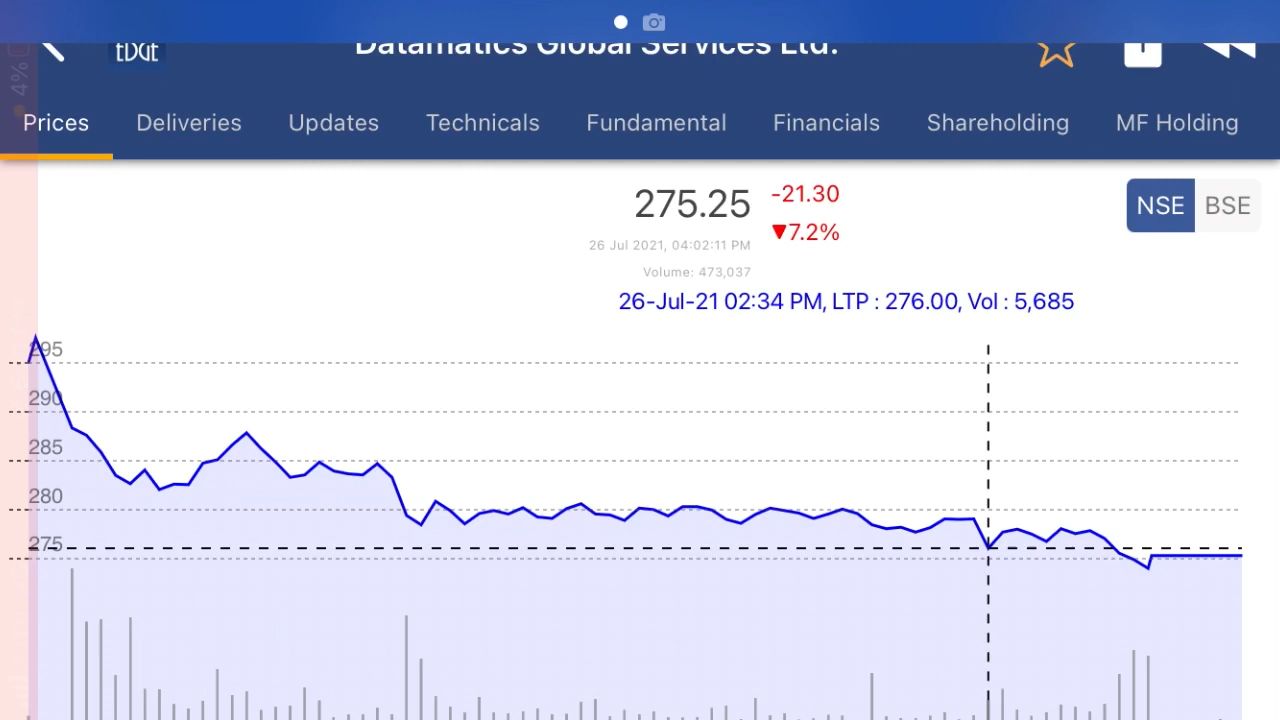 Datamatics Global Services Ltd.
Prices Deliveries Updates Technicals Fundamental Financials Shareholding MF Holding
275.25 -21.30
▼7.2%
NSE BSE
26 Jul 2021, 04:02:11 PM
Volume: 473,037
26-Jul-21 02:34 PM, LTP : 276.00, Vol : 5,685
295
290
285
280
275
4%